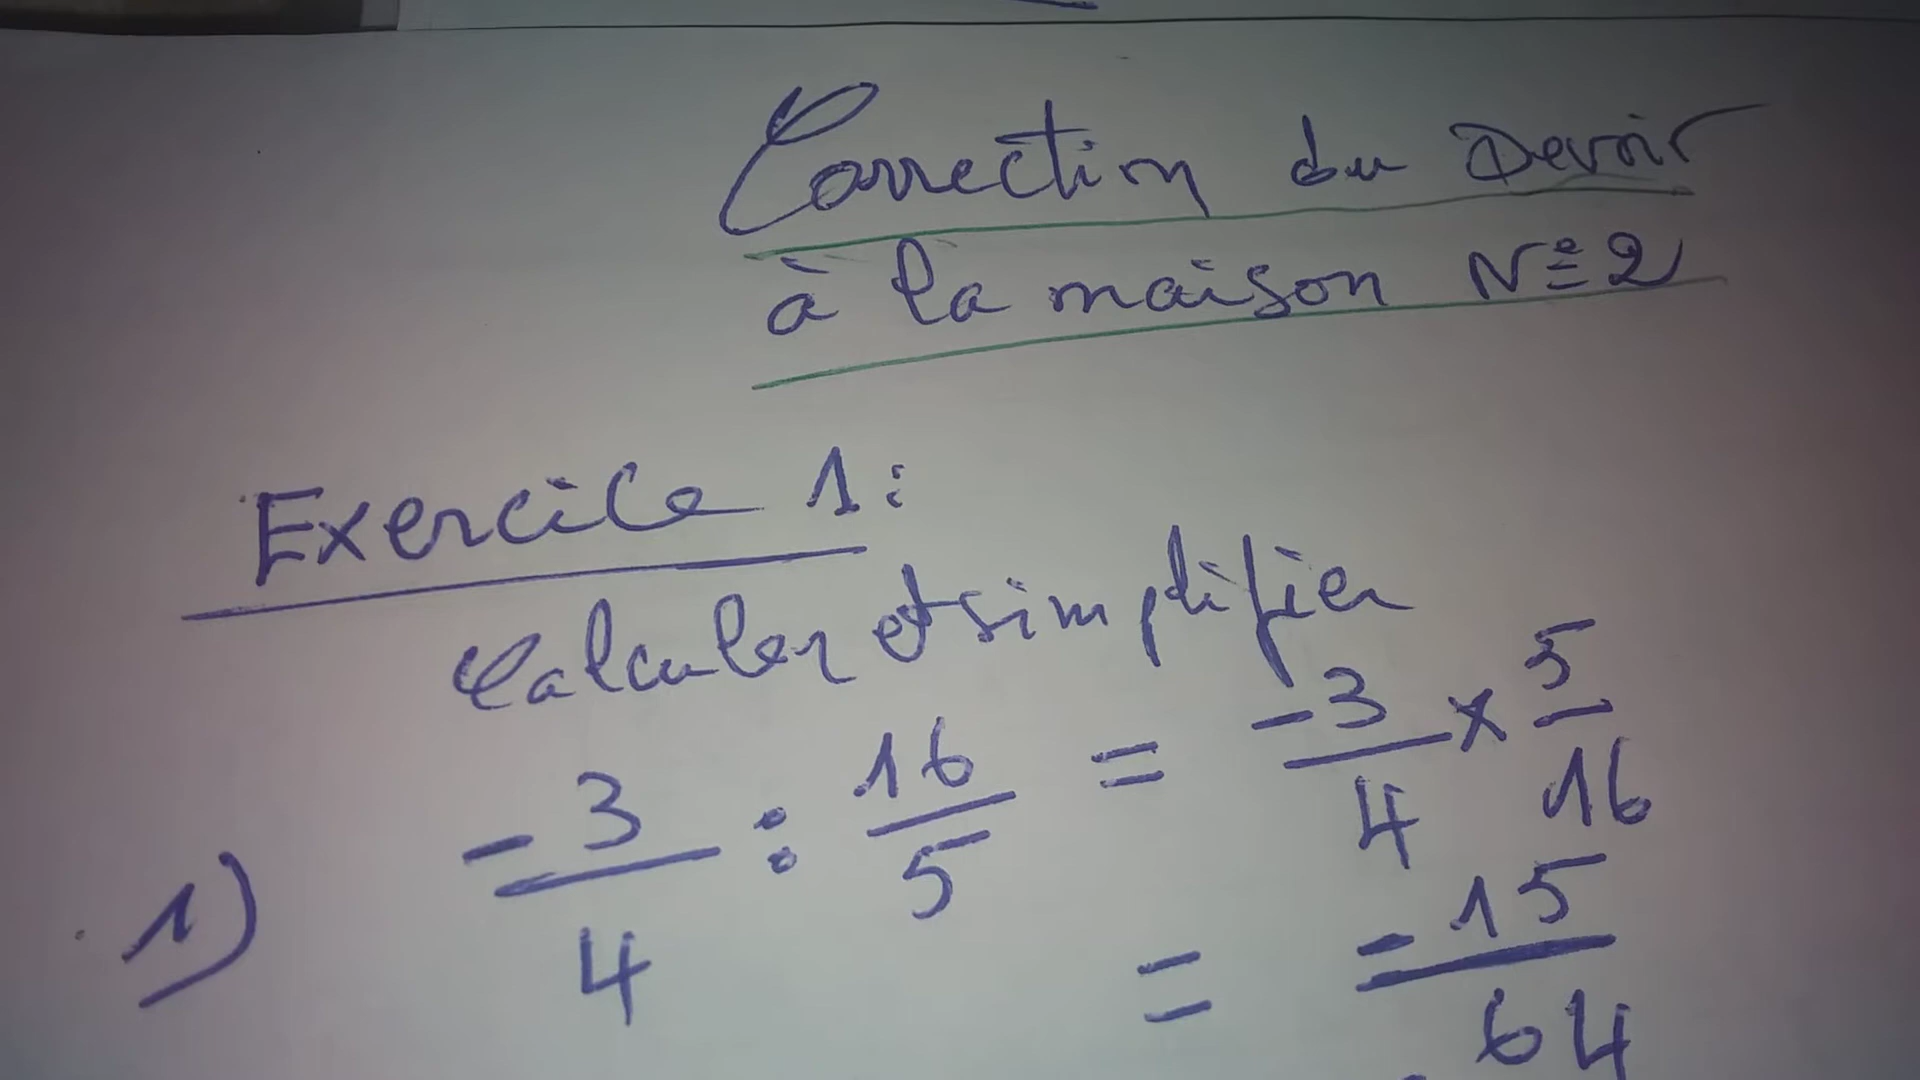 Correction du Devoir
à la maison N° 2
Exercice 1:
Calculer et simplifier
1) -3/4 : 16/5 = -3/4 × 5/16
= -15/64